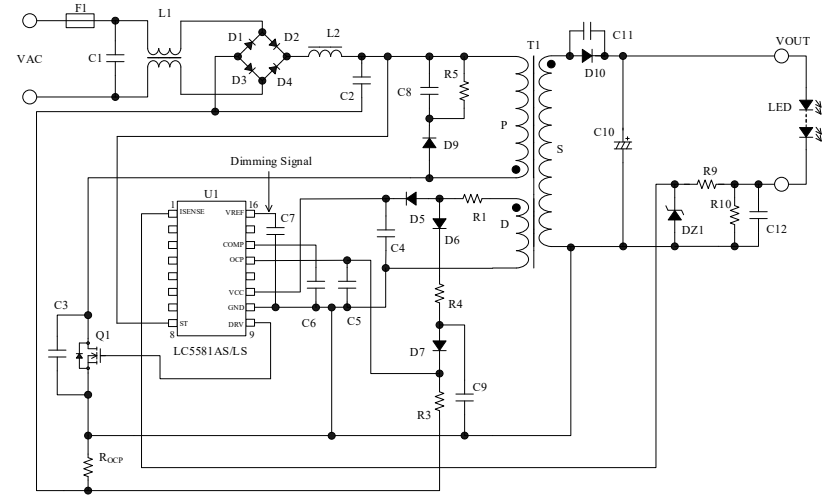 F1
L1
VAC
C1
D1
D2
D3
D4
L2
C2
C8
R5
D9
T1
P
S
D
C11
D10
C10
VOUT
LED
R9
R10
DZ1
C12
Dimming Signal
U1
1
16
ISENSE
VREF
COMP
OCP
VCC
GND
ST
DRV
8
9
LC5581AS/LS
C7
C6
C5
C4
D5
D6
R1
R4
D7
C9
R3
C3
Q1
ROCP